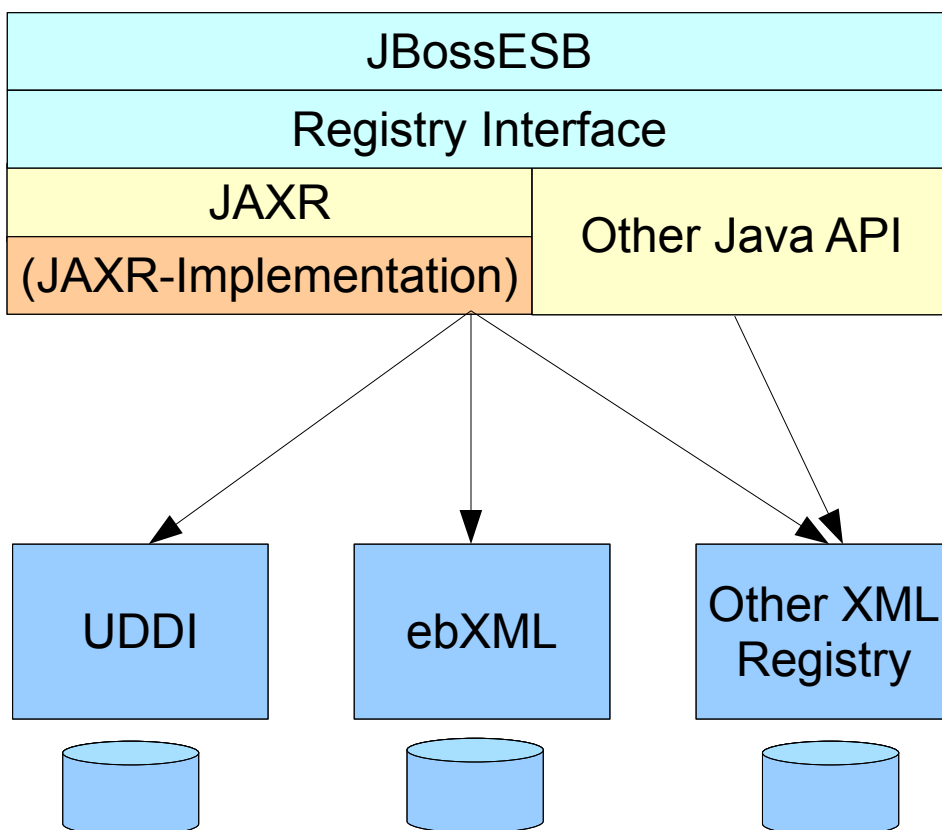 JBossESB
Registry Interface
JAXR
Other Java API
(JAXR-Implementation)
UDDI
ebXML
Other XML
Registry